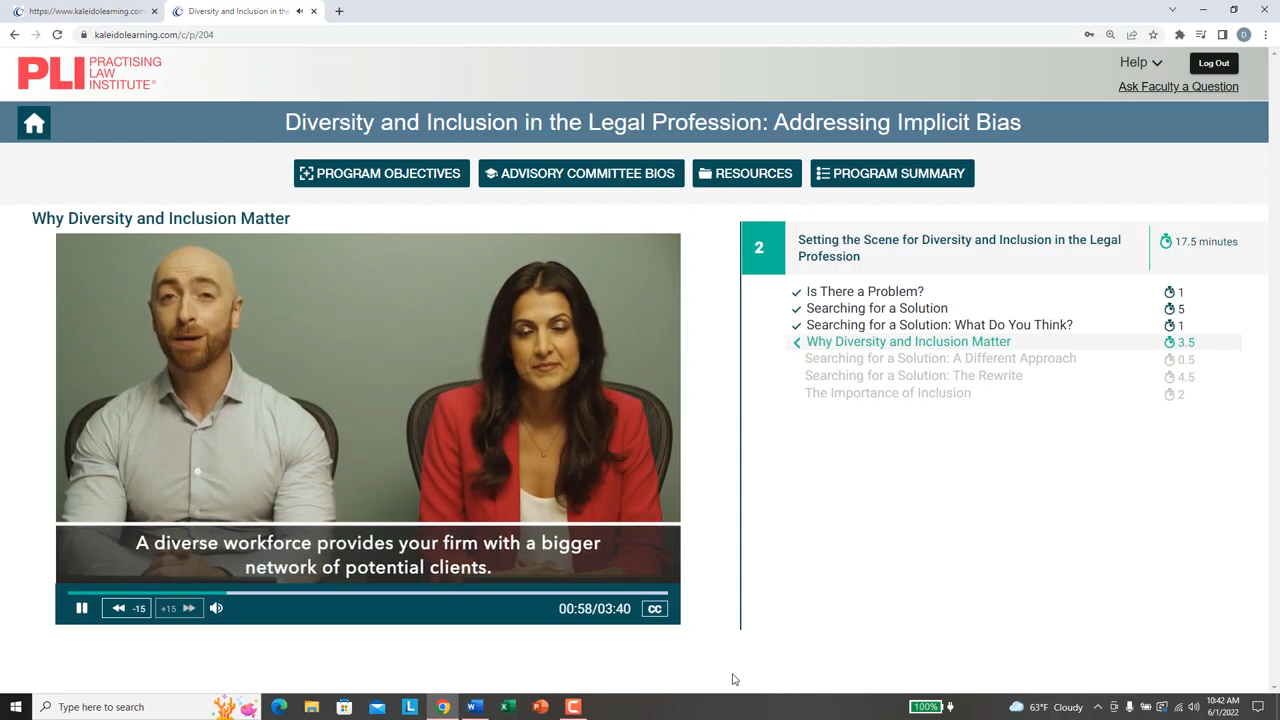 https://www.kaleidolearning.com
Diversity and Inclusion in the
kaleidolearning.com/c/p/204
D
PLI PRACTISING
LAW
INSTITUTE®
Help
Log Out
Ask Faculty a Question
Diversity and Inclusion in the Legal Profession: Addressing Implicit Bias
PROGRAM OBJECTIVES
ADVISORY COMMITTEE BIOS
RESOURCES
PROGRAM SUMMARY
Why Diversity and Inclusion Matter
A diverse workforce provides your firm with a bigger
network of potential clients.
-15
+15
00:58/03:40
CC
2
Setting the Scene for Diversity and Inclusion in the Legal
Profession
17.5 minutes
Is There a Problem? 1
Searching for a Solution 5
Searching for a Solution: What Do You Think? 1
Why Diversity and Inclusion Matter 3.5
Searching for a Solution: A Different Approach 0.5
Searching for a Solution: The Rewrite 4.5
The Importance of Inclusion 2
Type here to search
L
100%
63°F Cloudy
10:42 AM
6/1/2022